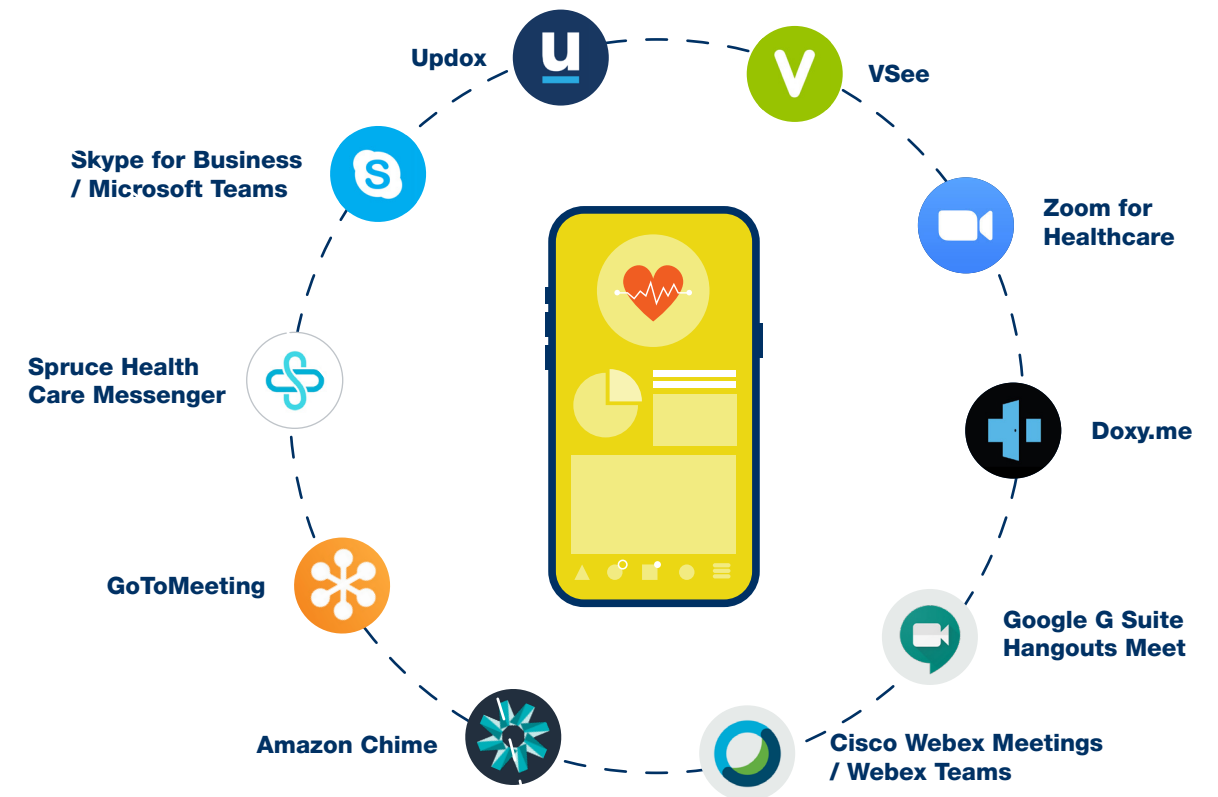 Updox
u
V
VSee
Skype for Business
/ Microsoft Teams
S
Zoom for
Healthcare
Spruce Health
Care Messenger
Doxy.me
GoToMeeting
Google G Suite
Hangouts Meet
Amazon Chime
Cisco Webex Meetings
/ Webex Teams